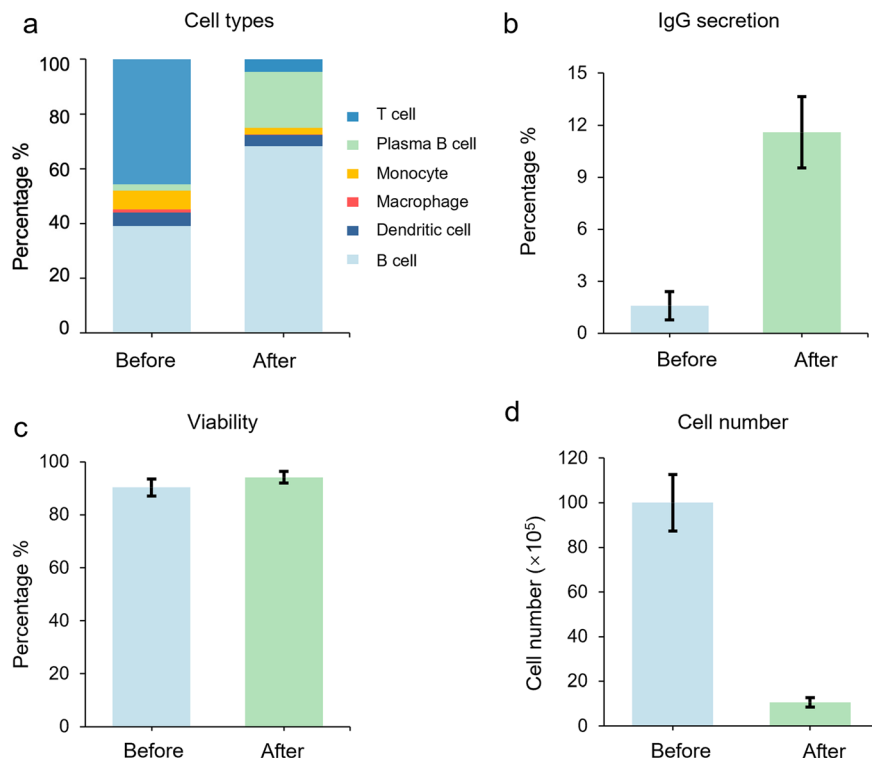 a
Cell types
Percentage %
100
80
60
40
20
0
Before
After
T cell
Plasma B cell
Monocyte
Macrophage
Dendritic cell
B cell
b
IgG secretion
Percentage %
15
12
9
6
3
0
Before
After
c
Viability
Percentage %
100
80
60
40
20
0
Before
After
d
Cell number
Cell number (×10⁵)
120
100
80
60
40
20
0
Before
After